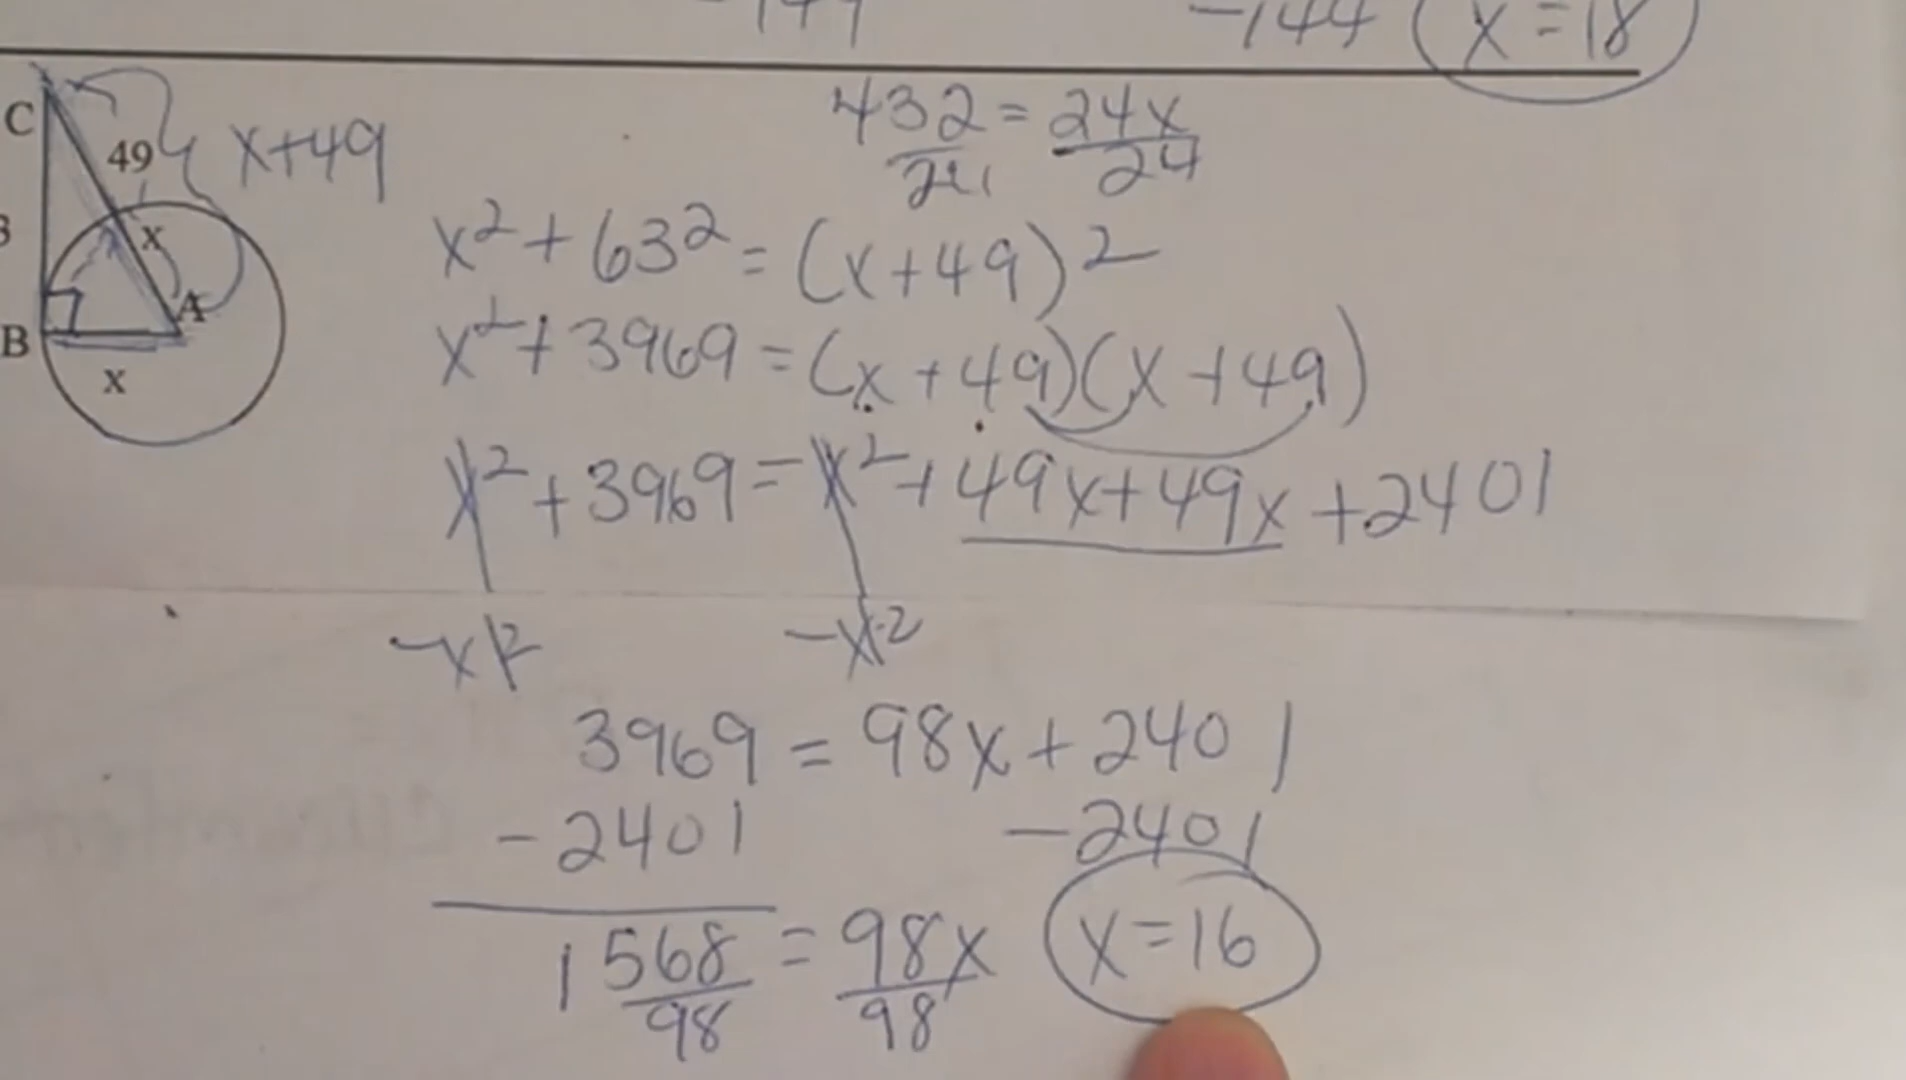 -144 x = 18
432 = 24x
24 24
C
49
x+49
x
A
B
x
x² + 63² = (x+49)²
x² + 3969 = (x + 49)(x + 49)
x² + 3969 = x² + 49x + 49x + 2401
-x² -x²
3969 = 98x + 2401
- 2401 - 2401
1568 = 98x x = 16
98 98